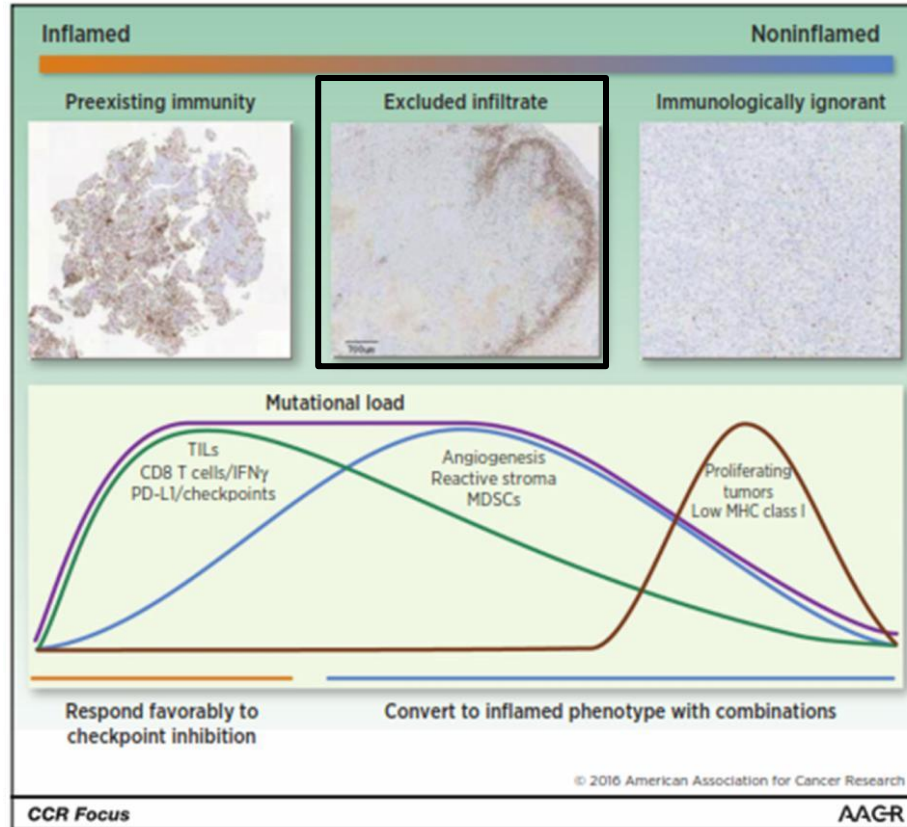 Inflamed
Noninflamed
Preexisting immunity
Excluded infiltrate
Immunologically ignorant
700µm
Mutational load
TILs
CD8 T cells/IFNγ
PD-L1/checkpoints
Angiogenesis
Reactive stroma
MDSCs
Proliferating
tumors
Low MHC class I
Respond favorably to
checkpoint inhibition
Convert to inflamed phenotype with combinations
© 2016 American Association for Cancer Research
CCR Focus
AACR